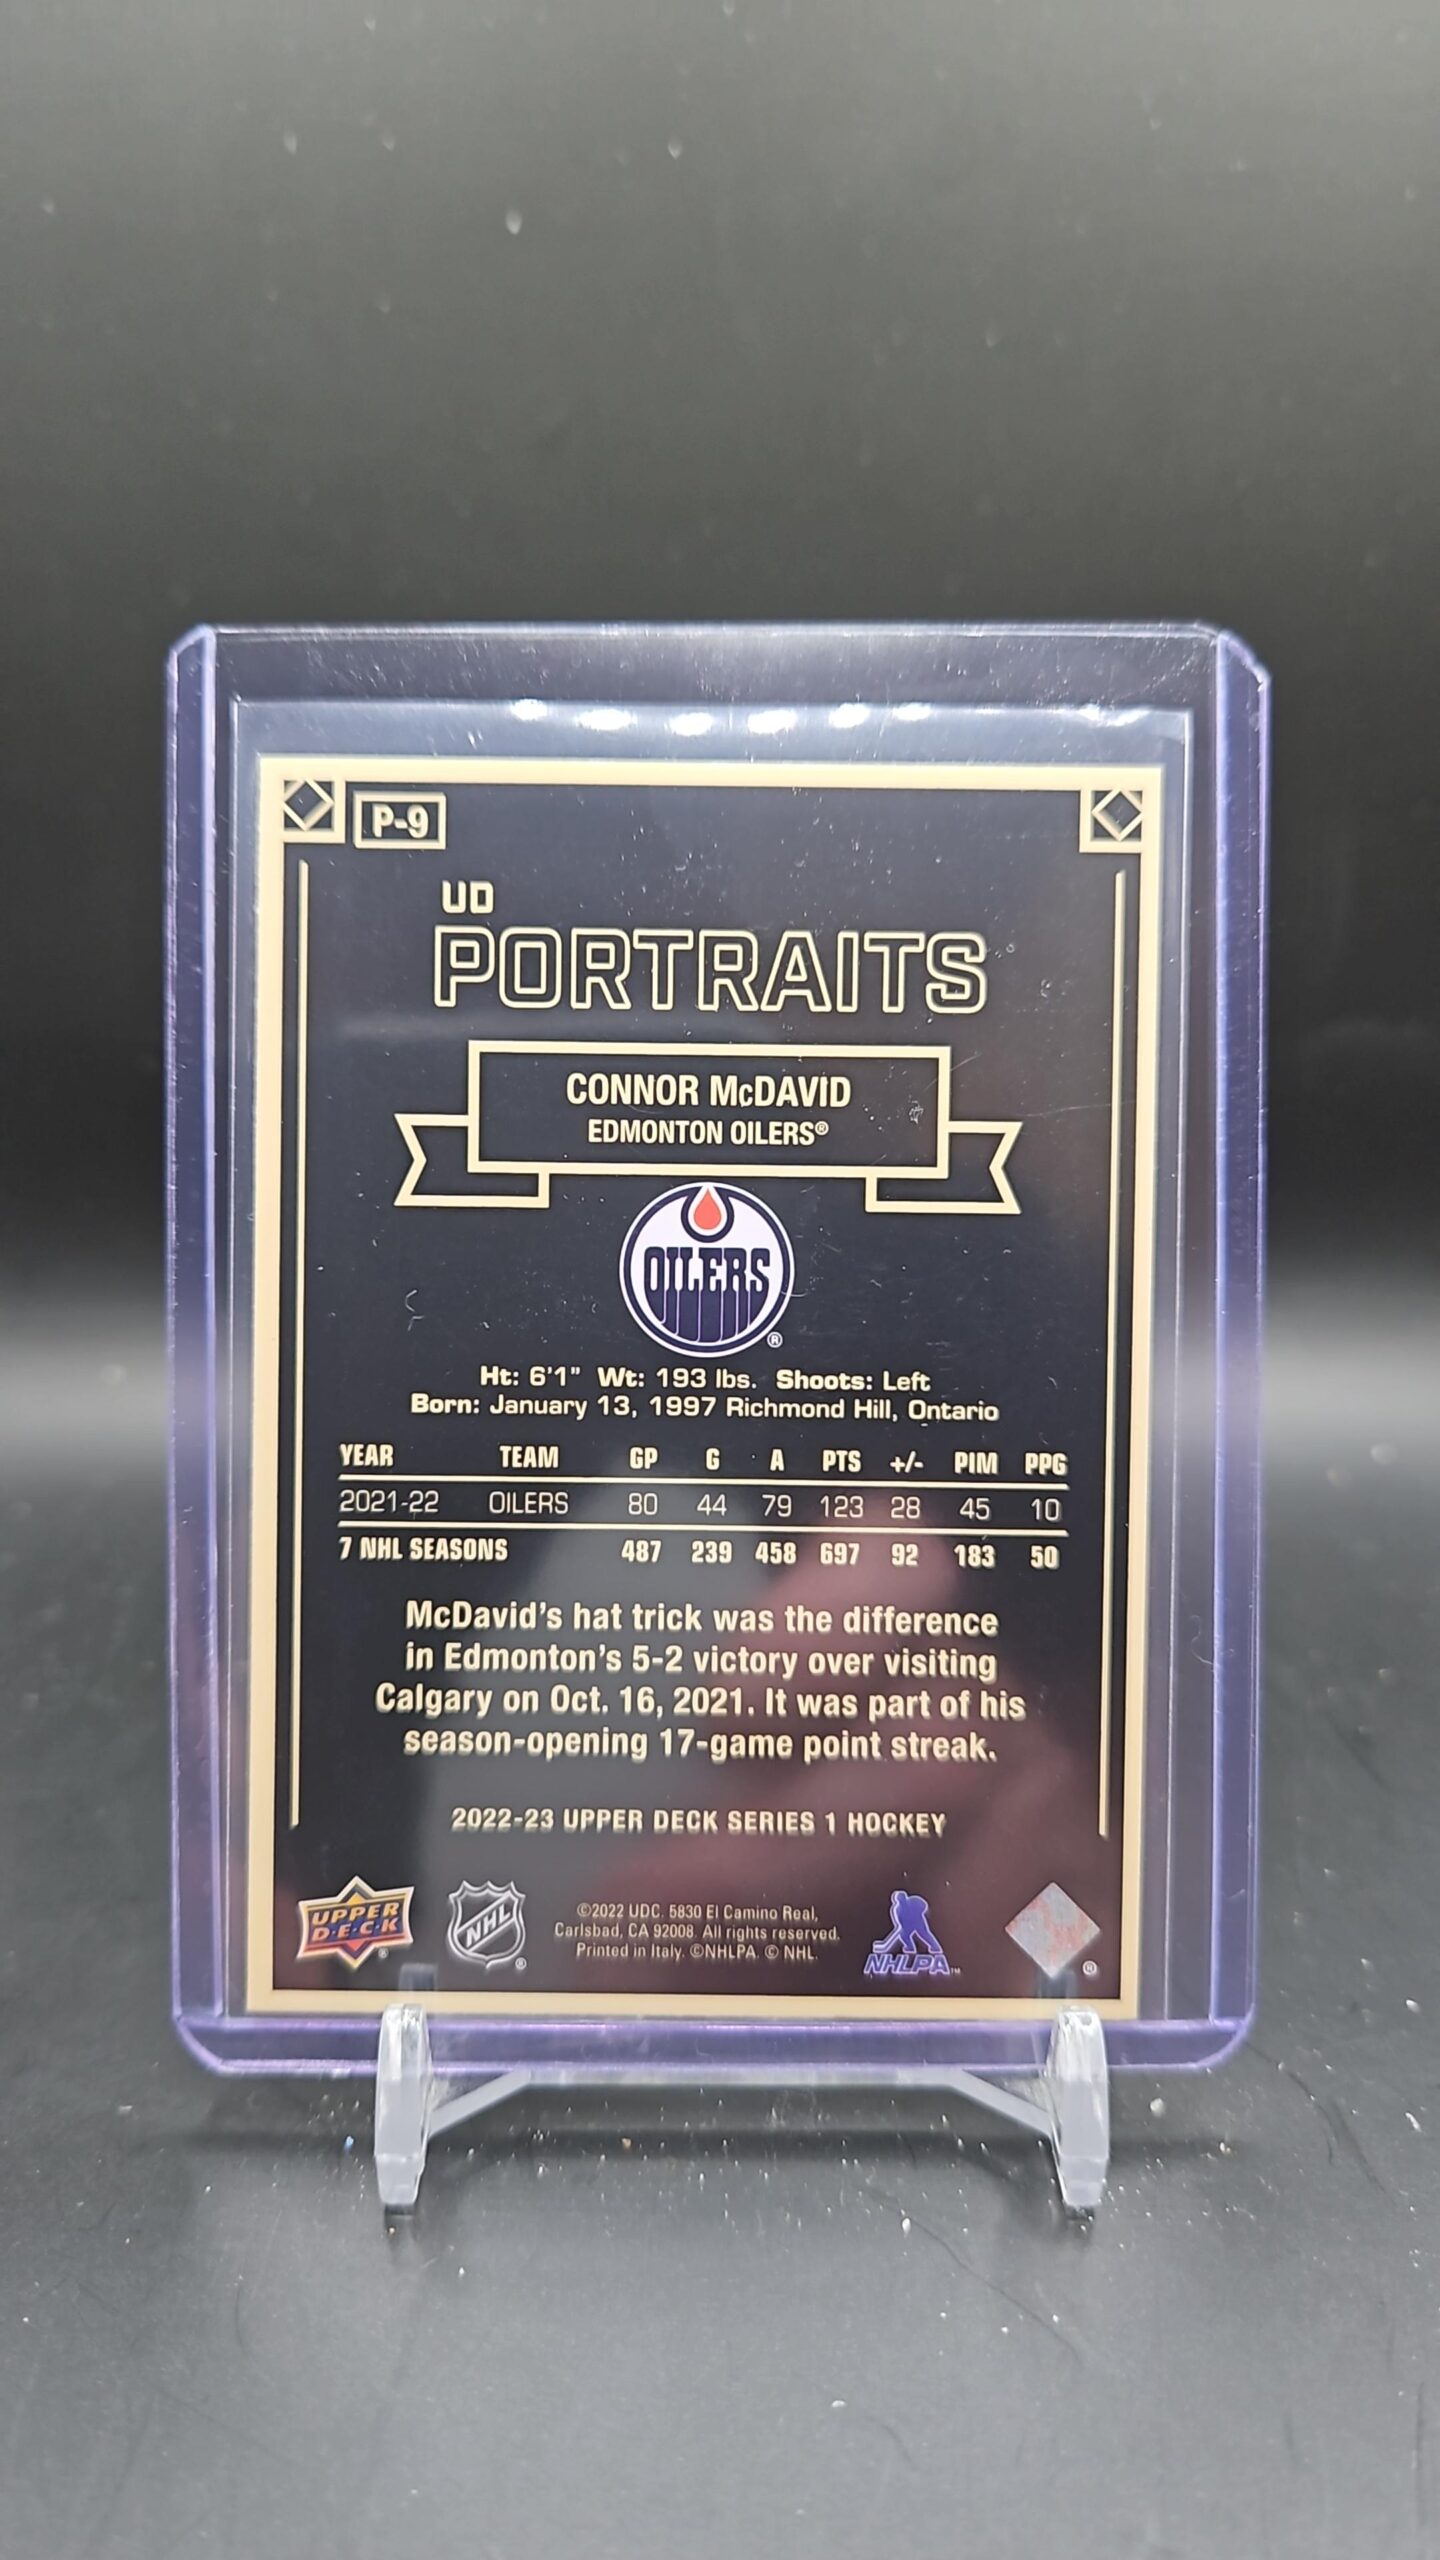 P-9
UD
PORTRAITS
CONNOR McDAVID
EDMONTON OILERS®
OILERS
®
Ht: 6'1" Wt: 193 lbs. Shoots: Left
Born: January 13, 1997 Richmond Hill, Ontario
YEAR TEAM GP G A PTS +/- PIM PPG
2021-22 OILERS 80 44 79 123 28 45 10
7 NHL SEASONS 487 239 458 697 92 183 50
McDavid's hat trick was the difference
in Edmonton's 5-2 victory over visiting
Calgary on Oct. 16, 2021. It was part of his
season-opening 17-game point streak.
2022-23 UPPER DECK SERIES 1 HOCKEY
UPPER
D·E·C·K
®
NHL
®
©2022 UDC. 5830 El Camino Real,
Carlsbad, CA 92008. All rights reserved.
Printed in Italy. ©NHLPA. © NHL.
NHLPA™
®